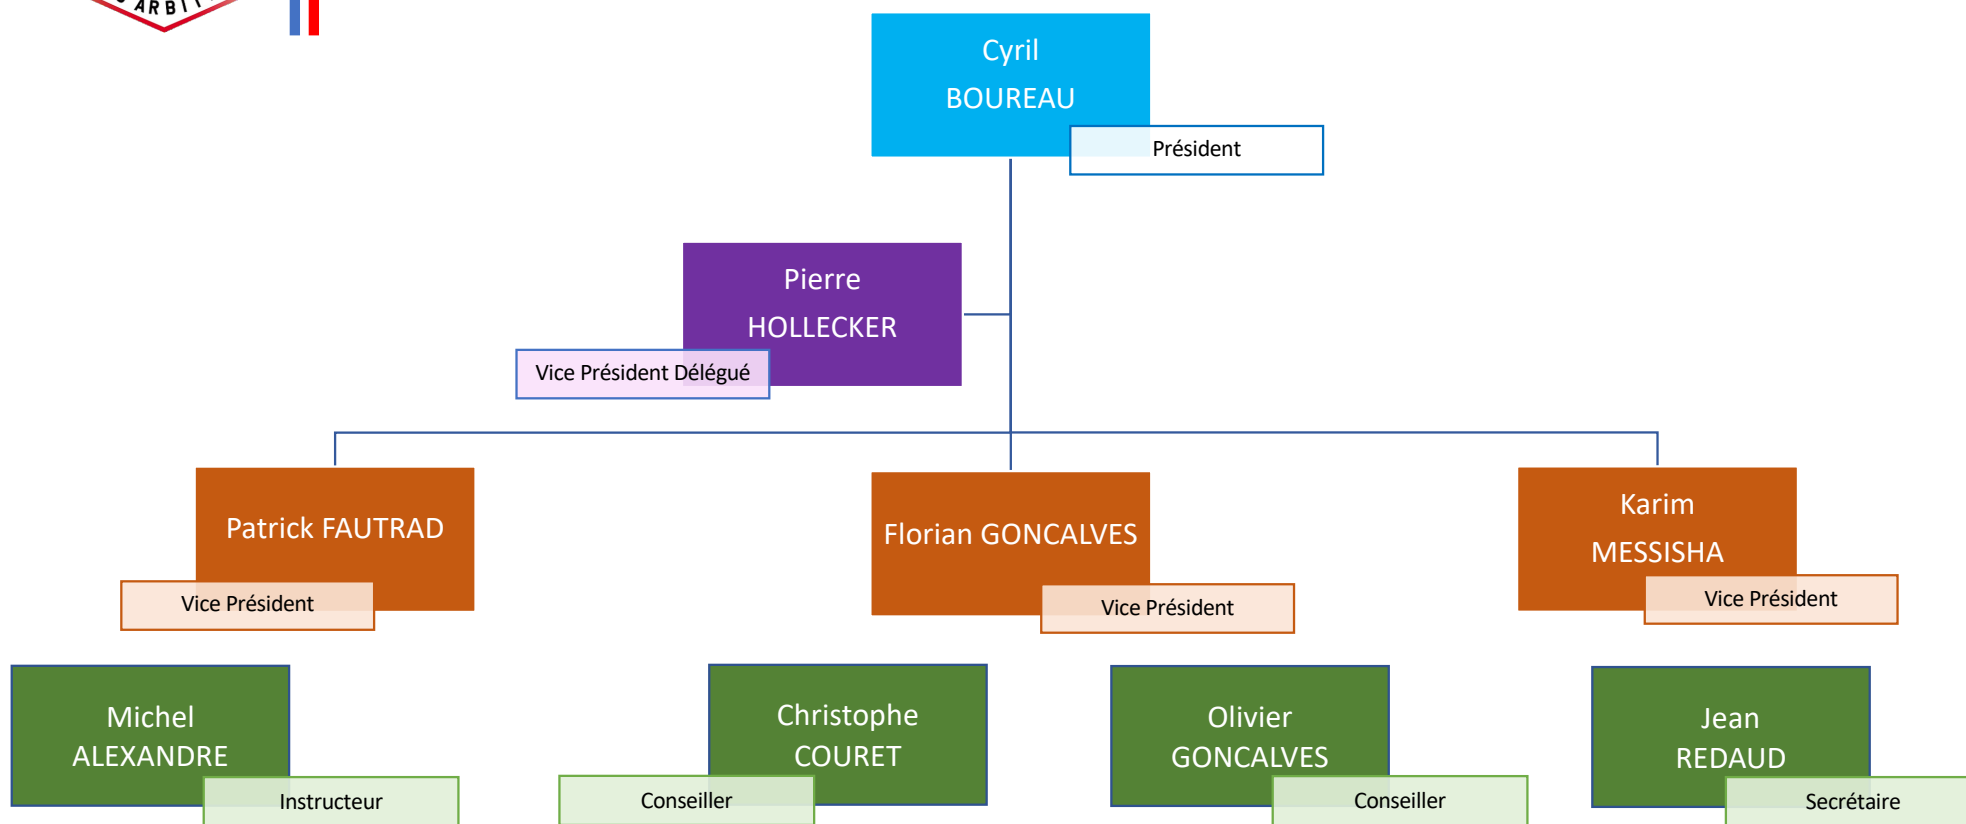 ARBIT
Cyril
BOUREAU
Président
Pierre
HOLLECKER
Vice Président Délégué
Patrick FAUTRAD
Vice Président
Florian GONCALVES
Vice Président
Karim
MESSISHA
Vice Président
Michel
ALEXANDRE
Instructeur
Christophe
COURET
Conseiller
Olivier
GONCALVES
Conseiller
Jean
REDAUD
Secrétaire